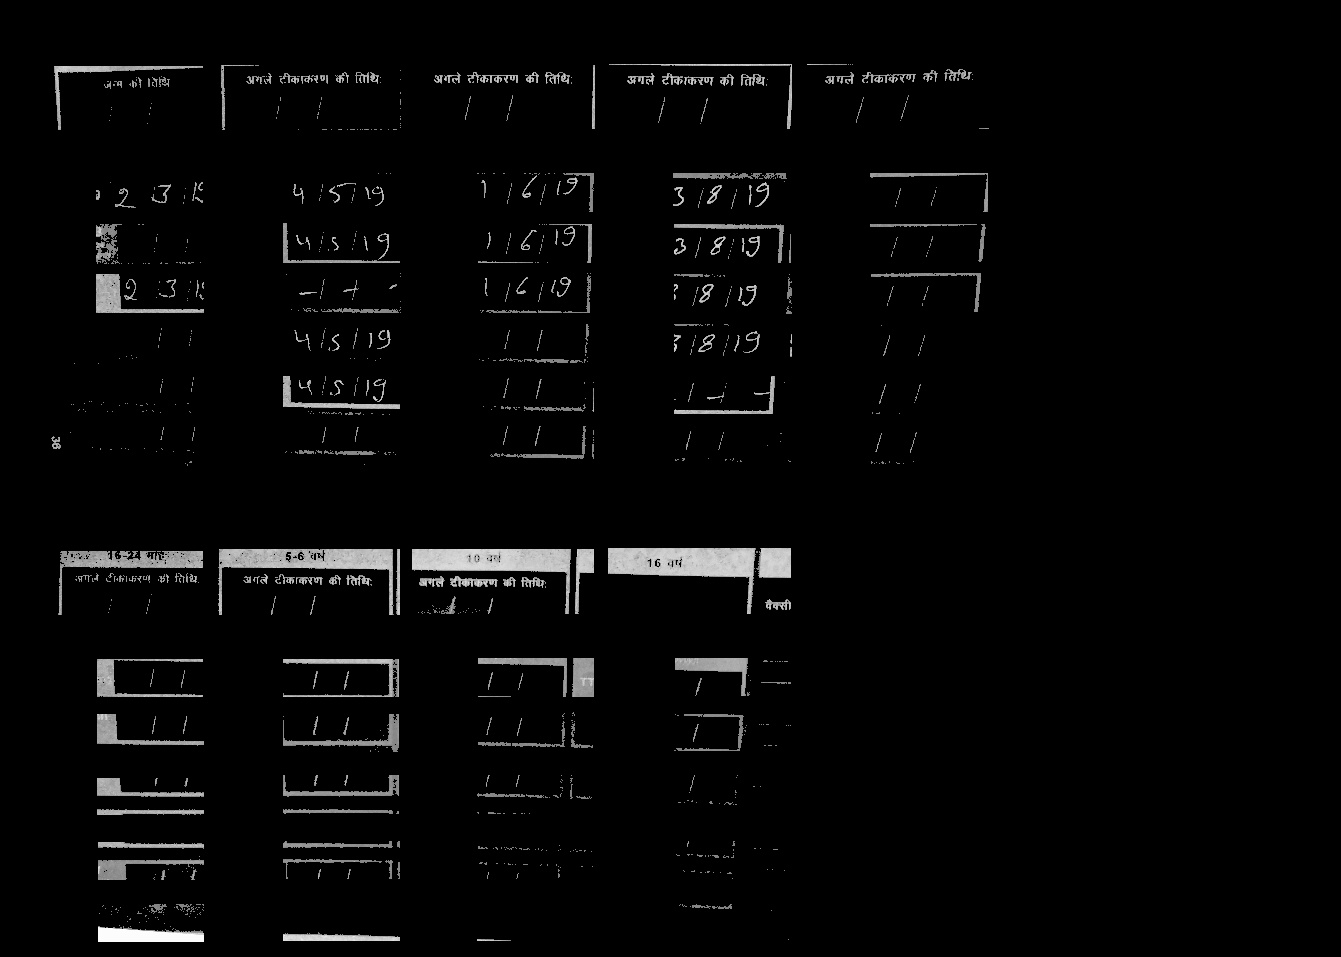 जन्म की तिथि अगले टीकाकरण की तिथि: अगले टीकाकरण की तिथि: अगले टीकाकरण की तिथि: अगले टीकाकरण की तिथि:
/ / / / / / / / / /
2 3 4/5/19 1/6/19 3/8/19 / /
/ / 4/5/19 1/6/19 3/8/19 / /
2 3 1/6/19 /8/19 / /
/ / 4/5/19 / / 3/8/19 / /
/ / 4/5/19 / / / /
36 / / / / / / / / / /
16-24 माह 5-6 वर्ष 10 वर्ष 16 वर्ष
अगले टीकाकरण की तिथि: अगले टीकाकरण की तिथि: अगले टीकाकरण की तिथि:
/ / / / / /
वैक्सी
/ / / / / / TT /
/ / / / / / /
/ / / / / / /
/ / / / / / /